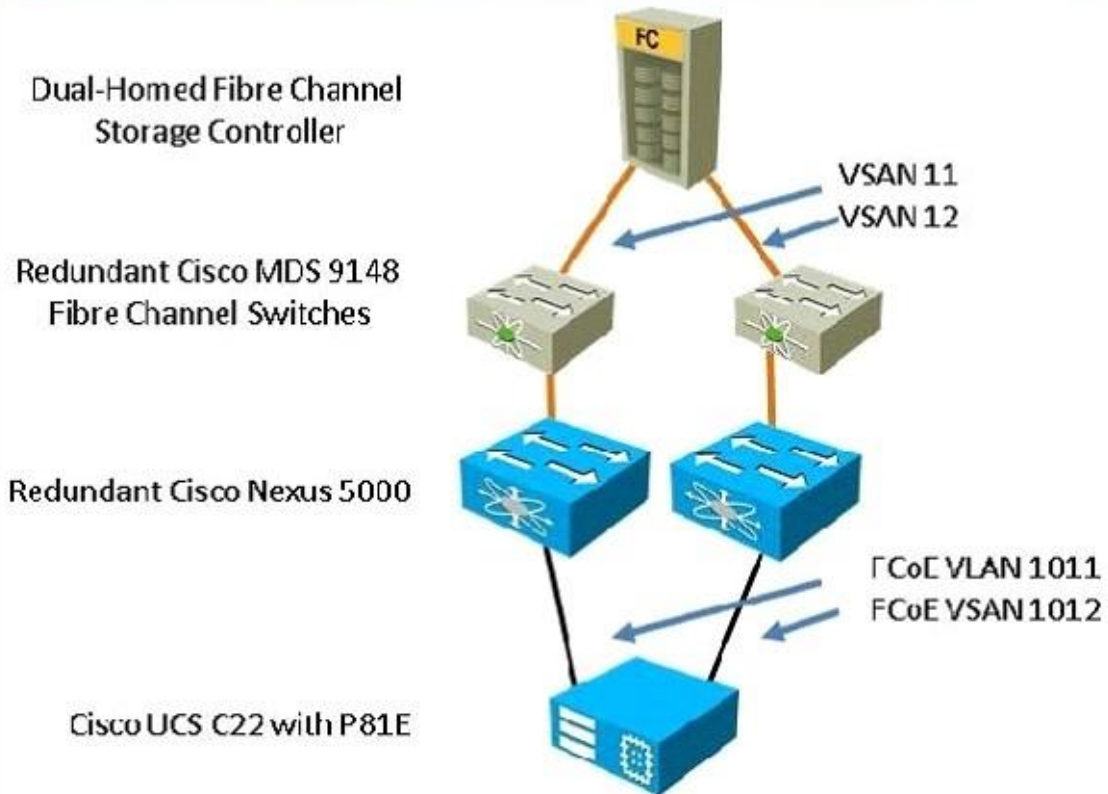 FC
Dual-Homed Fibre Channel
Storage Controller
VSAN 11
VSAN 12
Redundant Cisco MDS 9148
Fibre Channel Switches
Redundant Cisco Nexus 5000
FCoE VLAN 1011
FCoE VSAN 1012
Cisco UCS C22 with P81E